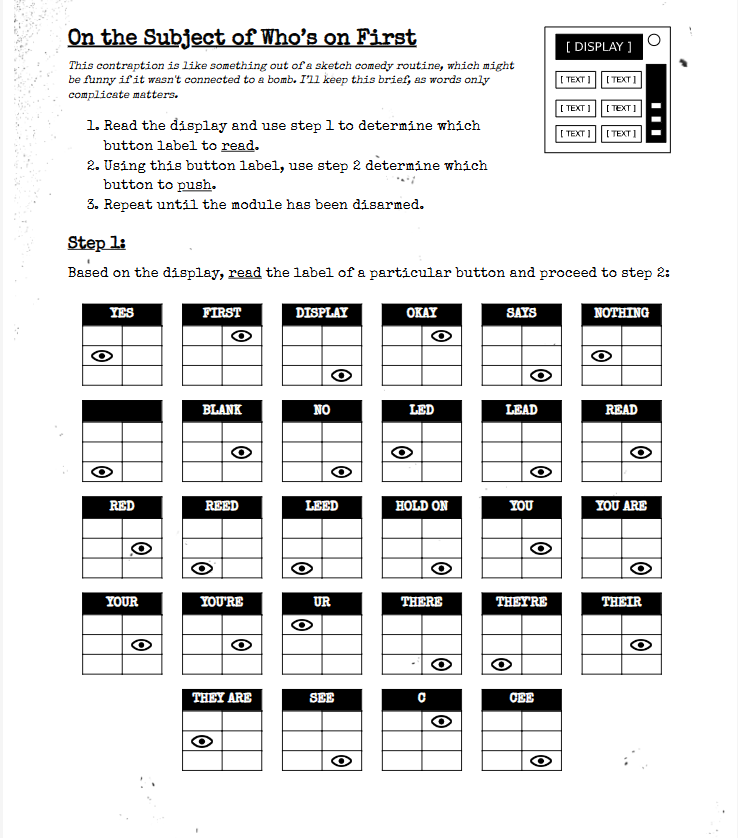 On the Subject of Who's on First
This contraption is like something out of a sketch comedy routine, which might
be funny if it wasn't connected to a bomb. I'll keep this brief, as words only
complicate matters.
[ DISPLAY ]
[ TEXT ] [ TEXT ]
[ TEXT ] [ TEXT ]
[ TEXT ] [ TEXT ]
1. Read the display and use step 1 to determine which
button label to read.
2. Using this button label, use step 2 determine which
button to push.
3. Repeat until the module has been disarmed.
Step 1:
Based on the display, read the label of a particular button and proceed to step 2:
YES FIRST DISPLAY OKAY SAYS NOTHING
BLANK NO LED LEAD READ
RED REED LEED HOLD ON YOU YOU ARE
YOUR YOU'RE UR THERE THEY'RE THEIR
THEY ARE SEE C CEE